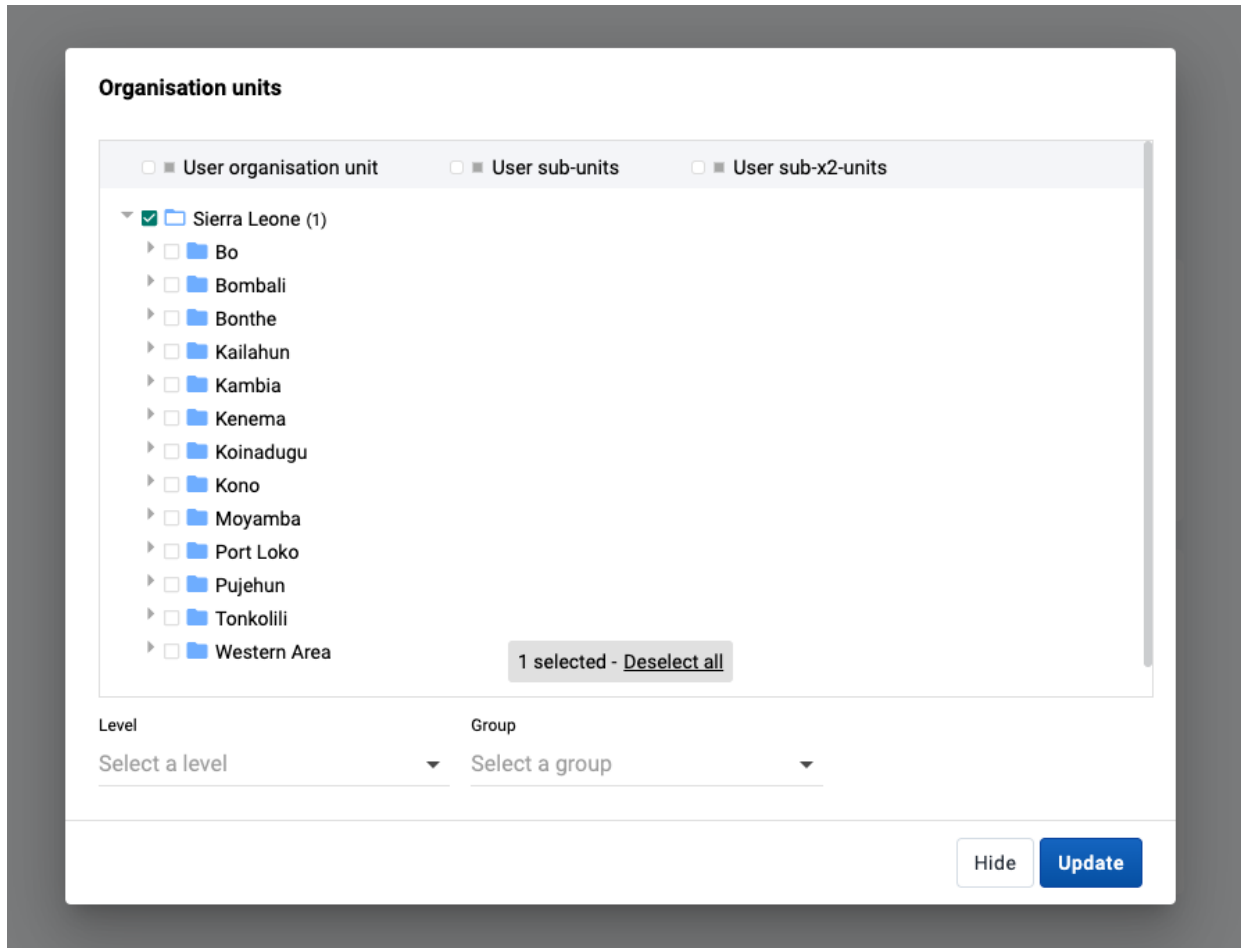 Organisation units
User organisation unit User sub-units User sub-x2-units
Sierra Leone (1)
Bo
Bombali
Bonthe
Kailahun
Kambia
Kenema
Koinadugu
Kono
Moyamba
Port Loko
Pujehun
Tonkolili
Western Area
1 selected - Deselect all
Level Group
Select a level Select a group
Hide Update